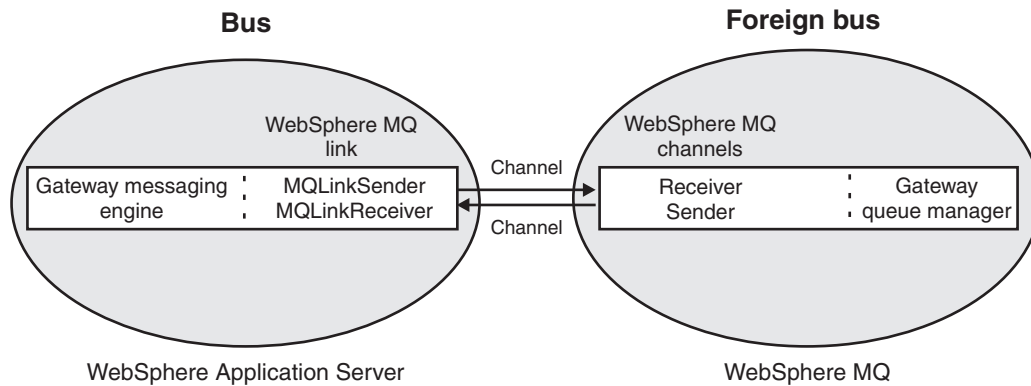 Bus
Foreign bus
WebSphere MQ
link
WebSphere MQ
channels
Channel
Gateway messaging
engine
MQLinkSender
MQLinkReceiver
Receiver
Sender
Gateway
queue manager
Channel
WebSphere Application Server
WebSphere MQ